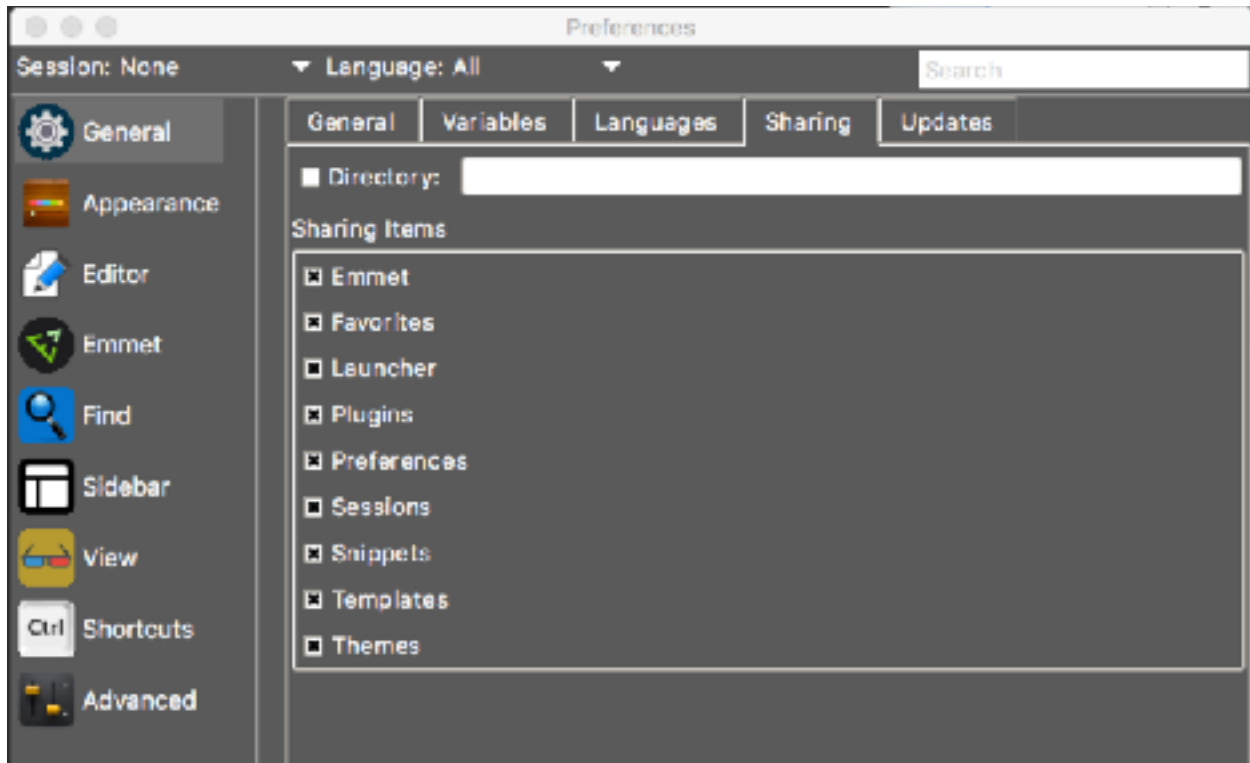 Preferences
Session: None
Language: All
Search
General
Appearance
Editor
Emmet
Find
Sidebar
View
Ctrl Shortcuts
Advanced
General Variables Languages Sharing Updates
Directory:
Sharing Items
Emmet
Favorites
Launcher
Plugins
Preferences
Sessions
Snippets
Templates
Themes